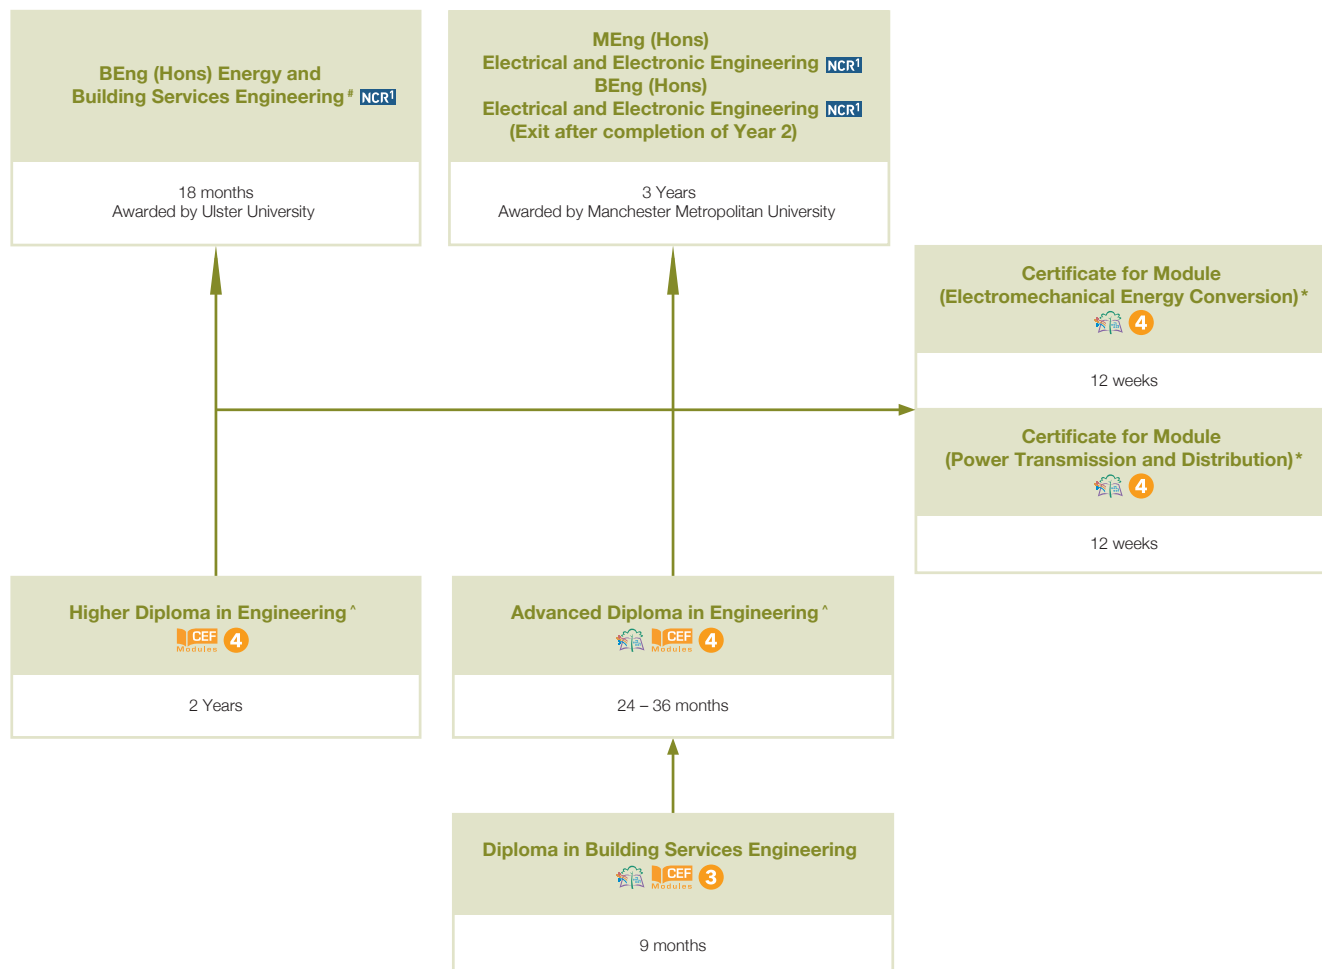 BEng (Hons) Energy and
Building Services Engineering # NCR1
18 months
Awarded by Ulster University
MEng (Hons)
Electrical and Electronic Engineering NCR1
BEng (Hons)
Electrical and Electronic Engineering NCR1
(Exit after completion of Year 2)
3 Years
Awarded by Manchester Metropolitan University
Certificate for Module
(Electromechanical Energy Conversion)*
4
12 weeks
Certificate for Module
(Power Transmission and Distribution)*
4
12 weeks
Higher Diploma in Engineering ^
CEF Modules 4
2 Years
Advanced Diploma in Engineering ^
CEF Modules 4
24 – 36 months
Diploma in Building Services Engineering
CEF Modules 3
9 months